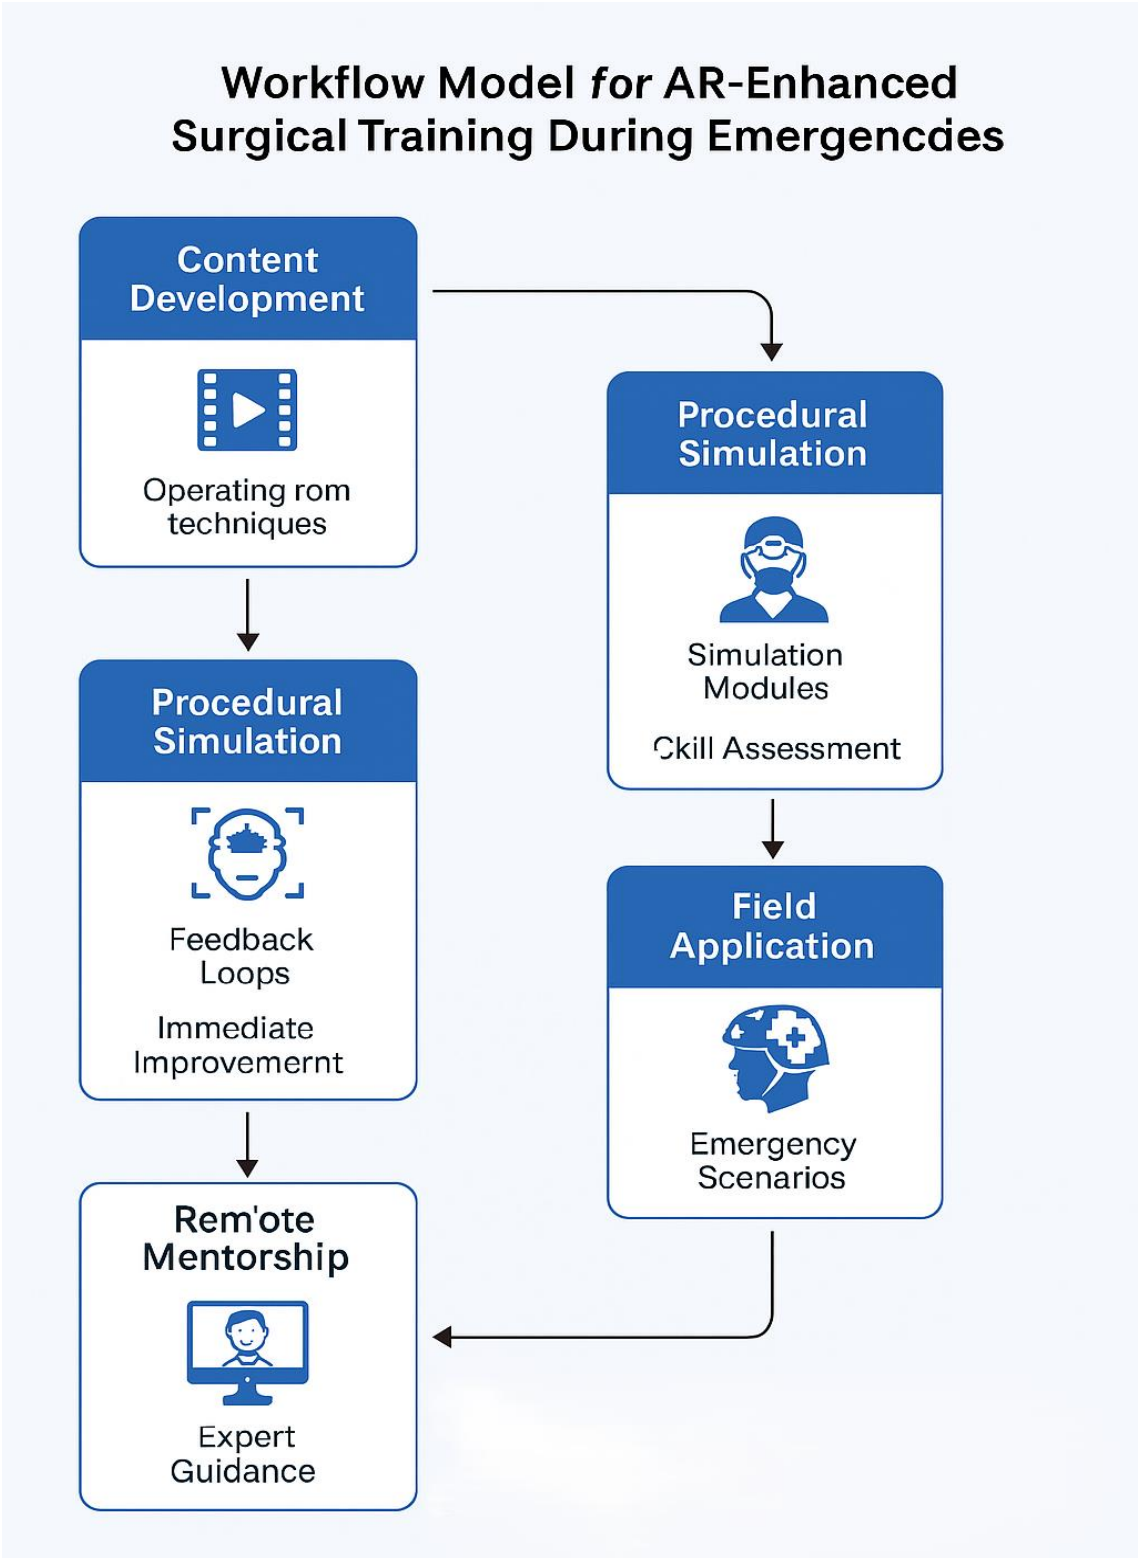 Workflow Model for AR-Enhanced
Surgical Training During Emergencdies
Content
Development
Operating rom
techniques
Procedural
Simulation
Feedback
Loops
Immediate
Improvemernt
Rem'ote
Mentorship
Expert
Guidance
Procedural
Simulation
Simulation
Modules
Ckill Assessment
Field
Application
Emergency
Scenarios